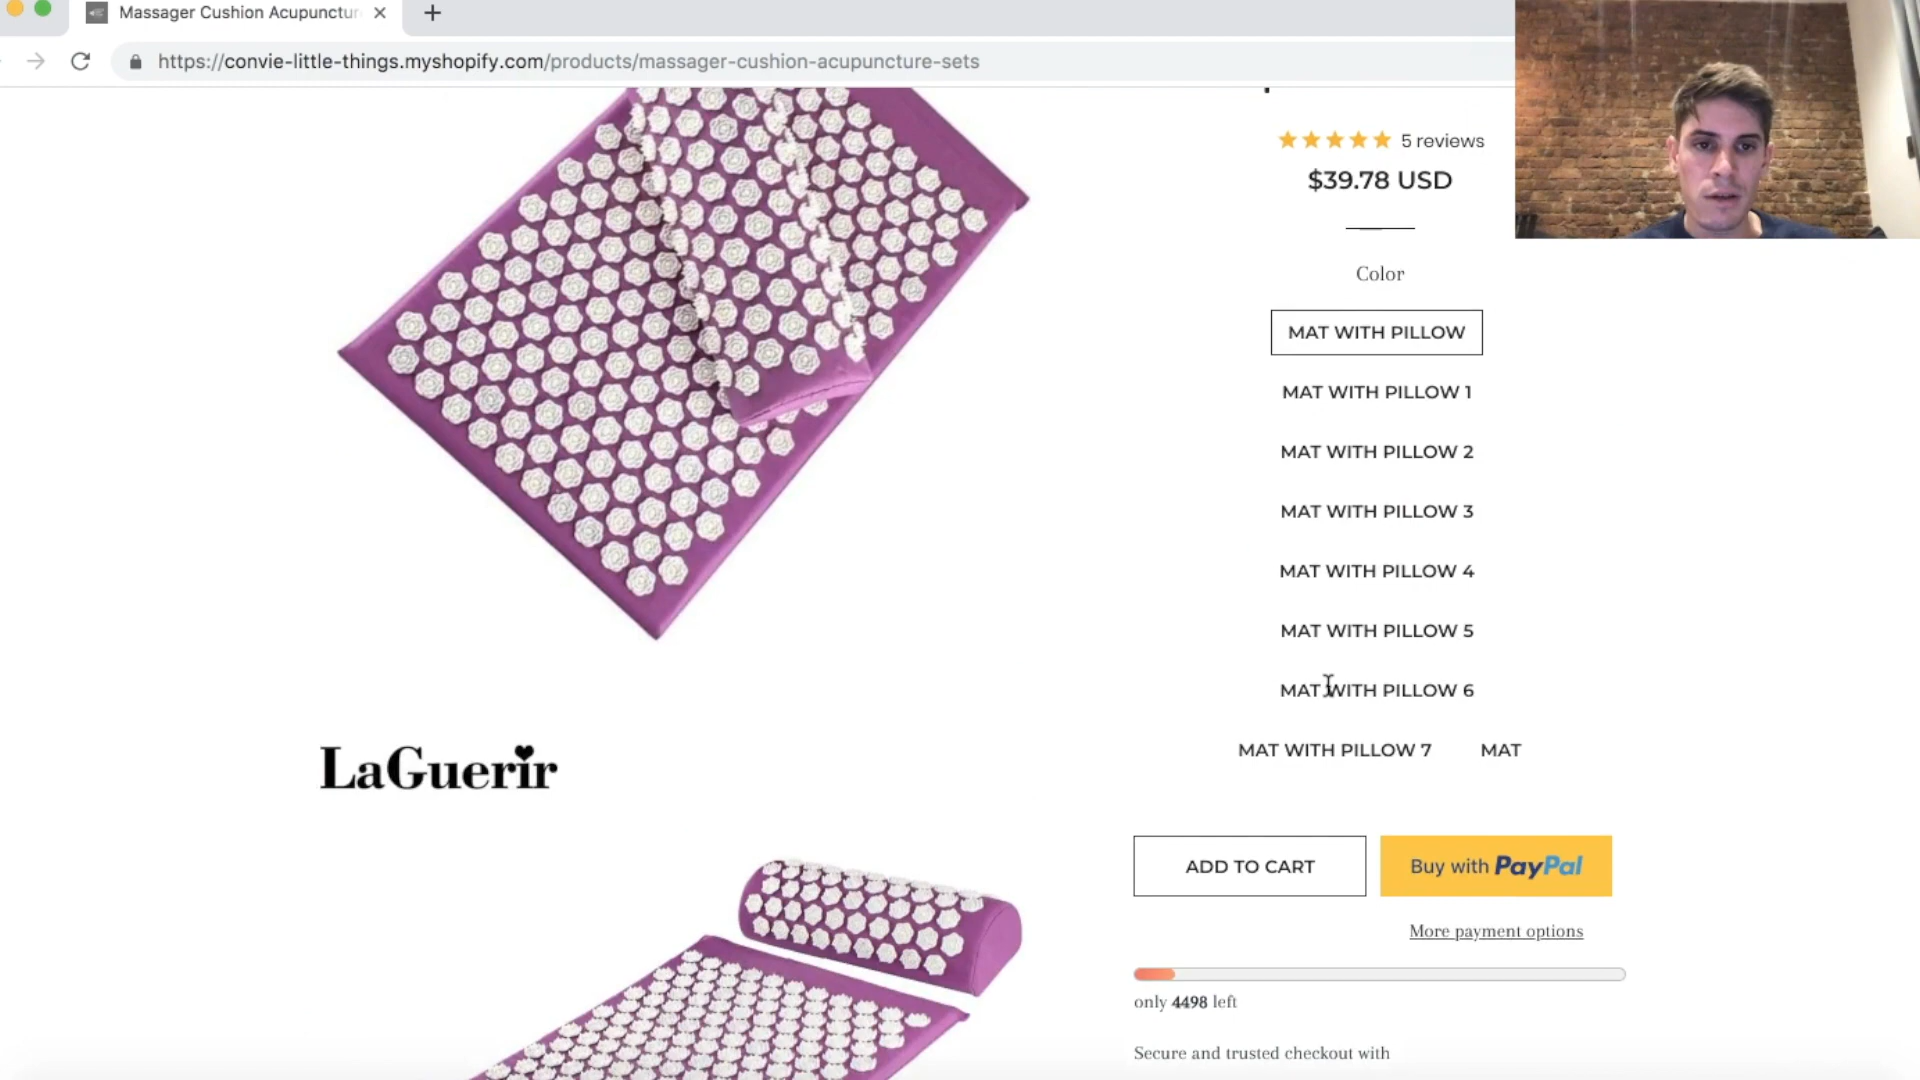 Massager Cushion Acupunctur
https://convie-little-things.myshopify.com/products/massager-cushion-acupuncture-sets
5 reviews
$39.78 USD
Color
MAT WITH PILLOW
MAT WITH PILLOW 1
MAT WITH PILLOW 2
MAT WITH PILLOW 3
MAT WITH PILLOW 4
MAT WITH PILLOW 5
MAT WITH PILLOW 6
MAT WITH PILLOW 7 MAT
LaGuerir
ADD TO CART Buy with PayPal
More payment options
only 4498 left
Secure and trusted checkout with